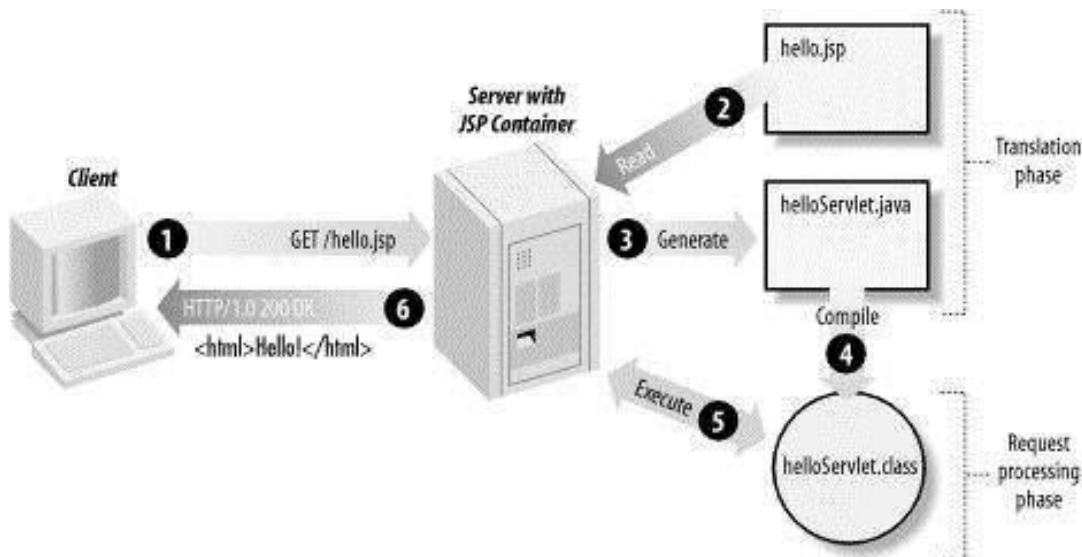 hello.jsp
Server with
JSP Container
2
Read
Translation
phase
Client
helloServlet.java
1
GET /hello.jsp
3
Generate
HTTP/1.0 200 OK
6
<html>Hello!</html>
Compile
4
Execute
5
helloServlet.class
Request
processing
phase